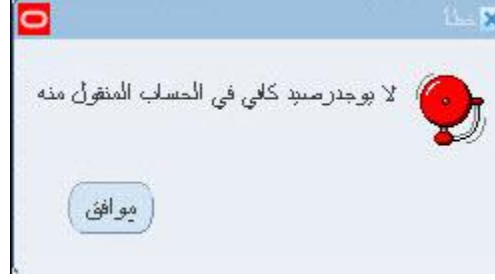 خطأ
لا يوجدرصيد كافي في الحساب المنقول منه
موافق